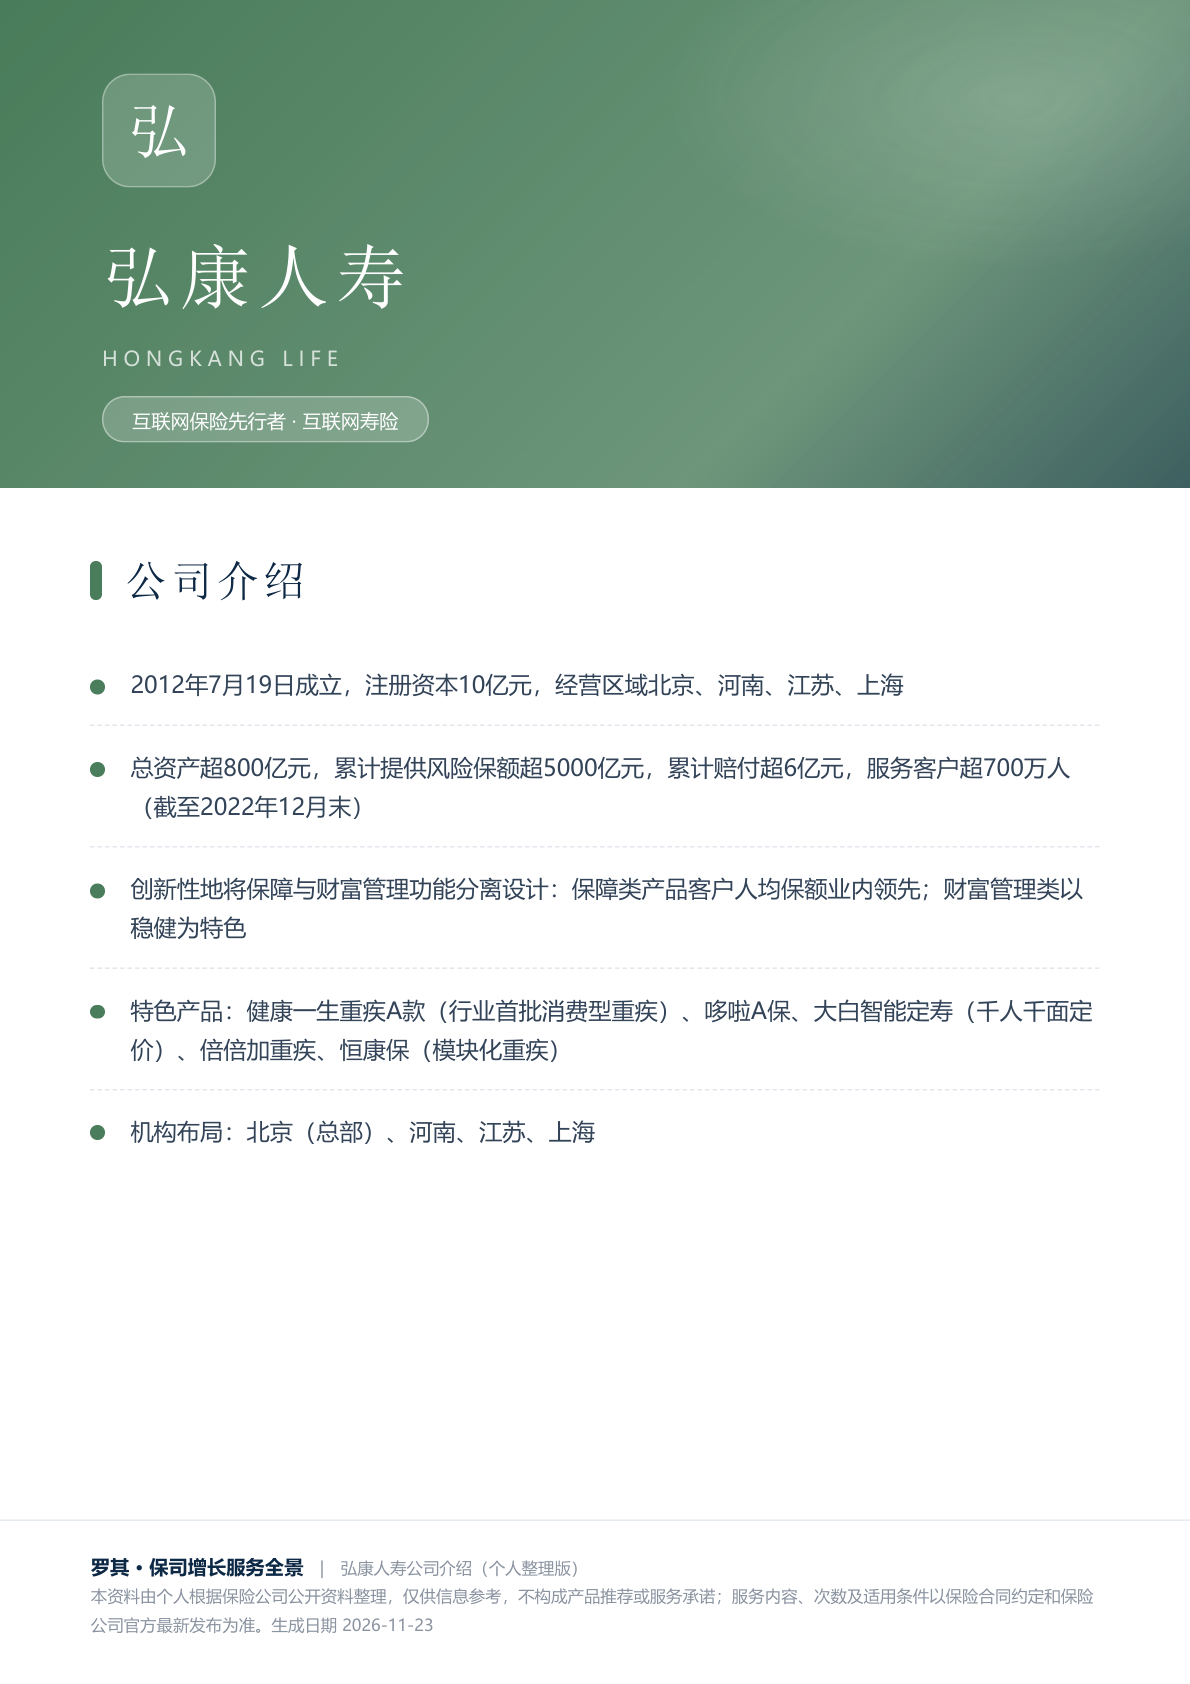 弘
弘康人寿
HONGKANG LIFE
互联网保险先行者 · 互联网寿险
公司介绍
2012年7月19日成立，注册资本10亿元，经营区域北京、河南、江苏、上海
总资产超800亿元，累计提供风险保额超5000亿元，累计赔付超6亿元，服务客户超700万人
（截至2022年12月末）
创新性地将保障与财富管理功能分离设计：保障类产品客户人均保额业内领先；财富管理类以
稳健为特色
特色产品：健康一生重疾A款（行业首批消费型重疾）、哆啦A保、大白智能定寿（千人千面定
价）、倍倍加重疾、恒康保（模块化重疾）
机构布局：北京（总部）、河南、江苏、上海
罗其 • 保司增长服务全景 | 弘康人寿公司介绍（个人整理版）
本资料由个人根据保险公司公开资料整理，仅供信息参考，不构成产品推荐或服务承诺；服务内容、次数及适用条件以保险合同约定和保险
公司官方最新发布为准。生成日期 2026-11-23